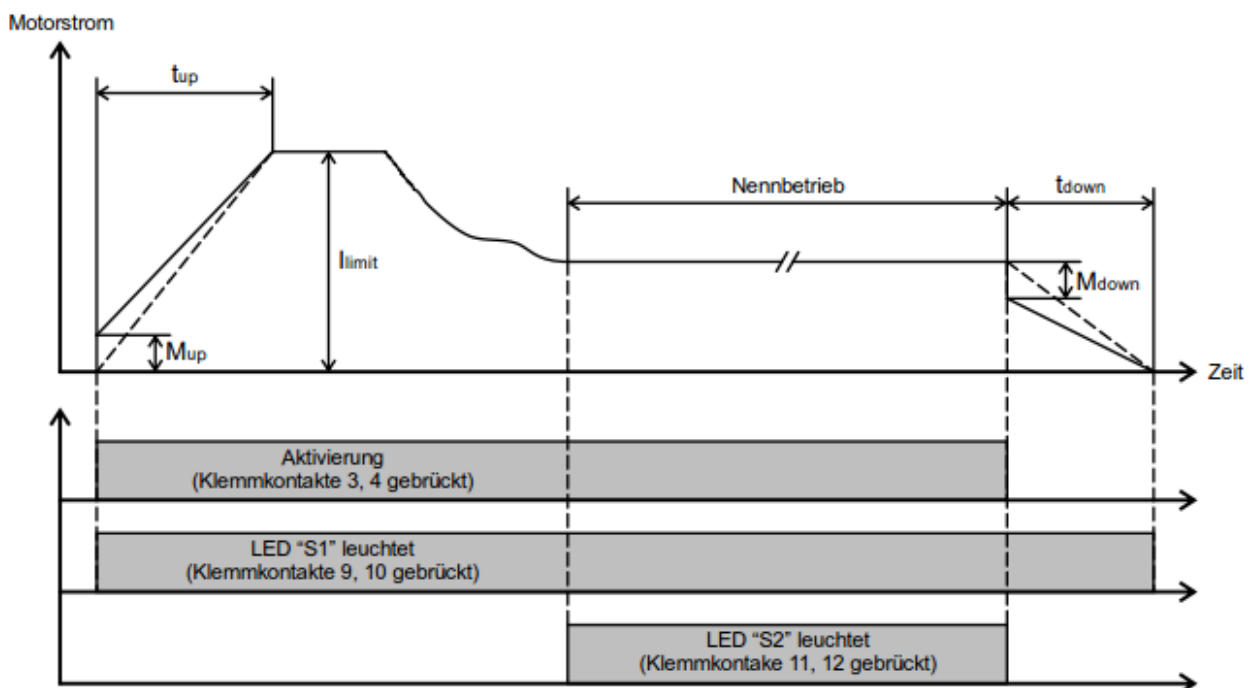 Motorstrom
tup
Nennbetrieb
tdown
Ilimit
Mdown
Mup
Zeit
Aktivierung
(Klemmkontakte 3, 4 gebrückt)
LED “S1” leuchtet
(Klemmkontakte 9, 10 gebrückt)
LED “S2” leuchtet
(Klemmkontake 11, 12 gebrückt)